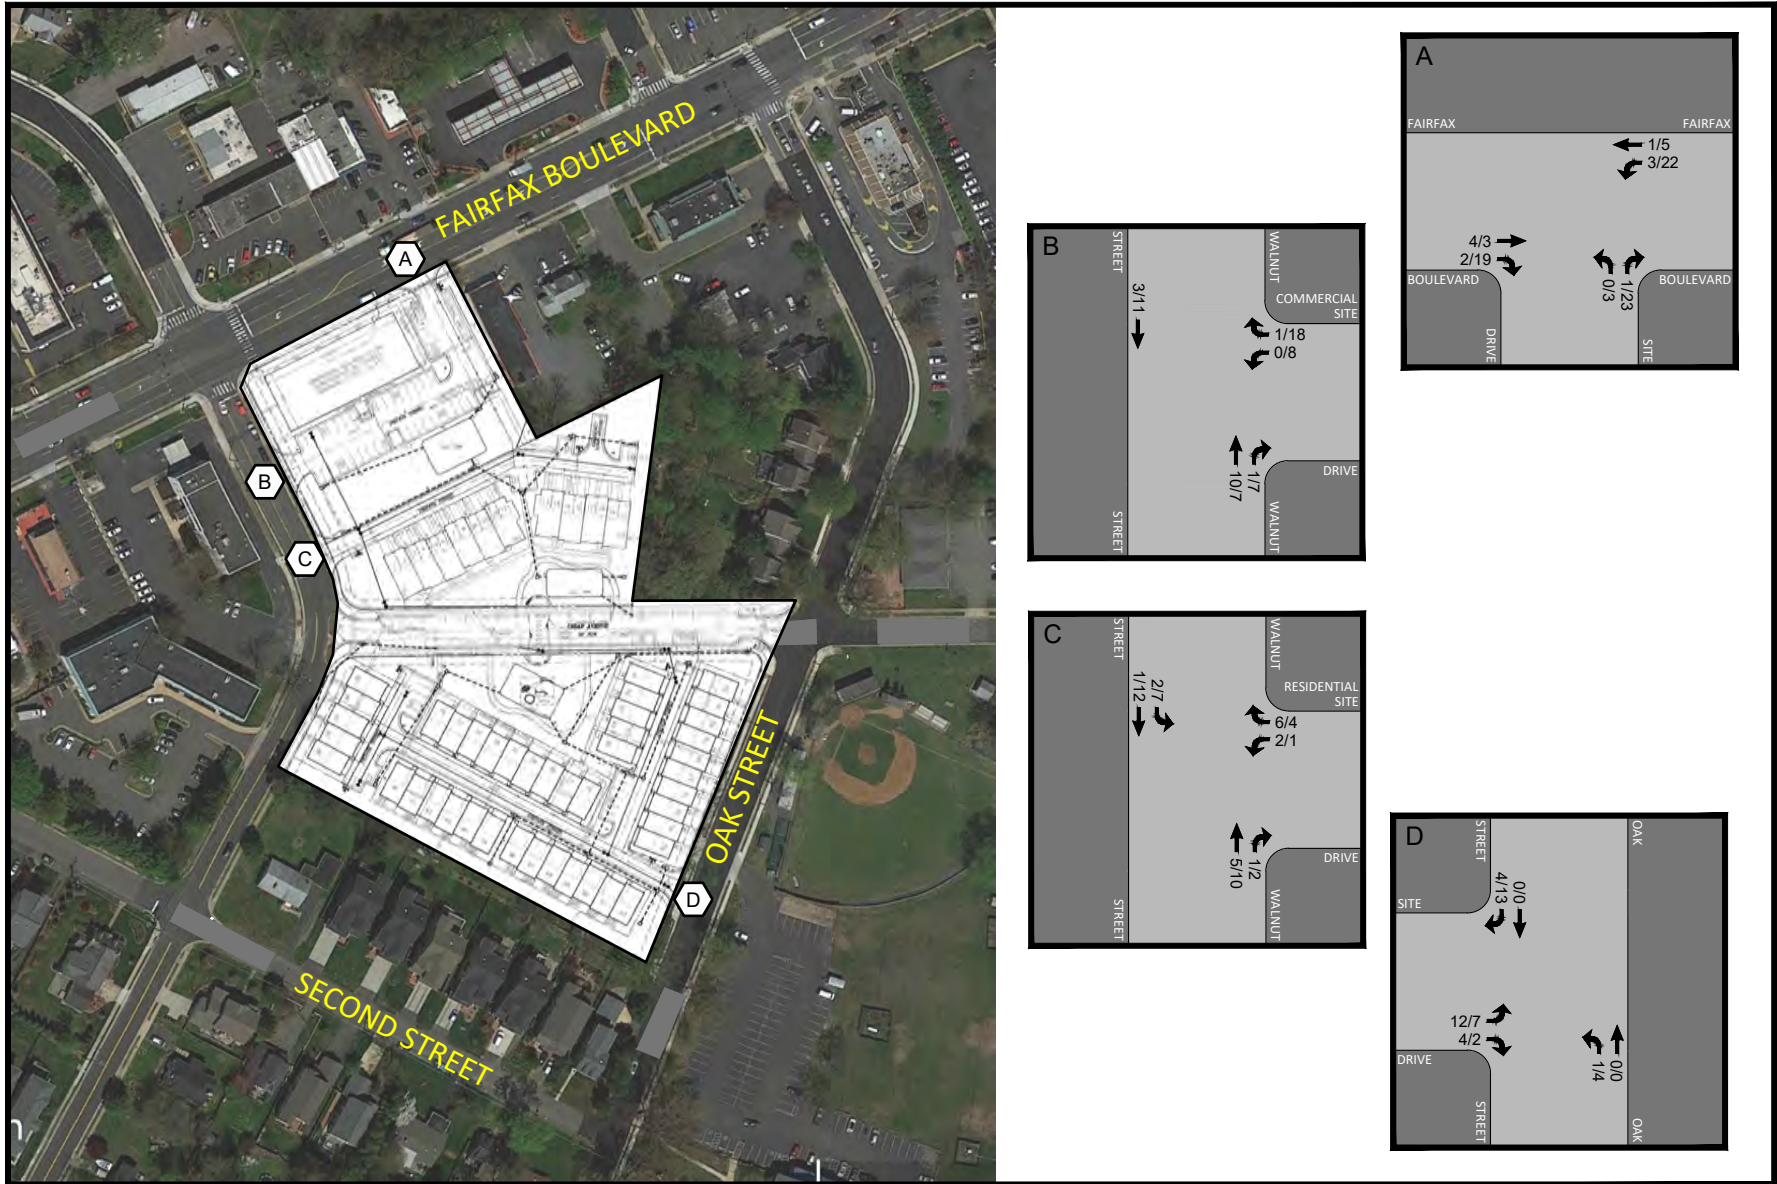 FAIRFAX BOULEVARD
A
B
C
D
OAK STREET
SECOND STREET
A
FAIRFAX
FAIRFAX
1/5
3/22
4/3
2/19
0/3
1/23
BOULEVARD
BOULEVARD
DRIVE
SITE
B
STREET
WALNUT
COMMERCIAL
SITE
3/11
1/18
0/8
10/7
1/7
DRIVE
STREET
WALNUT
C
STREET
WALNUT
RESIDENTIAL
SITE
1/12
2/7
6/4
2/1
5/10
1/2
DRIVE
STREET
WALNUT
D
STREET
OAK
SITE
4/13
0/0
12/7
4/2
1/4
0/0
DRIVE
STREET
OAK